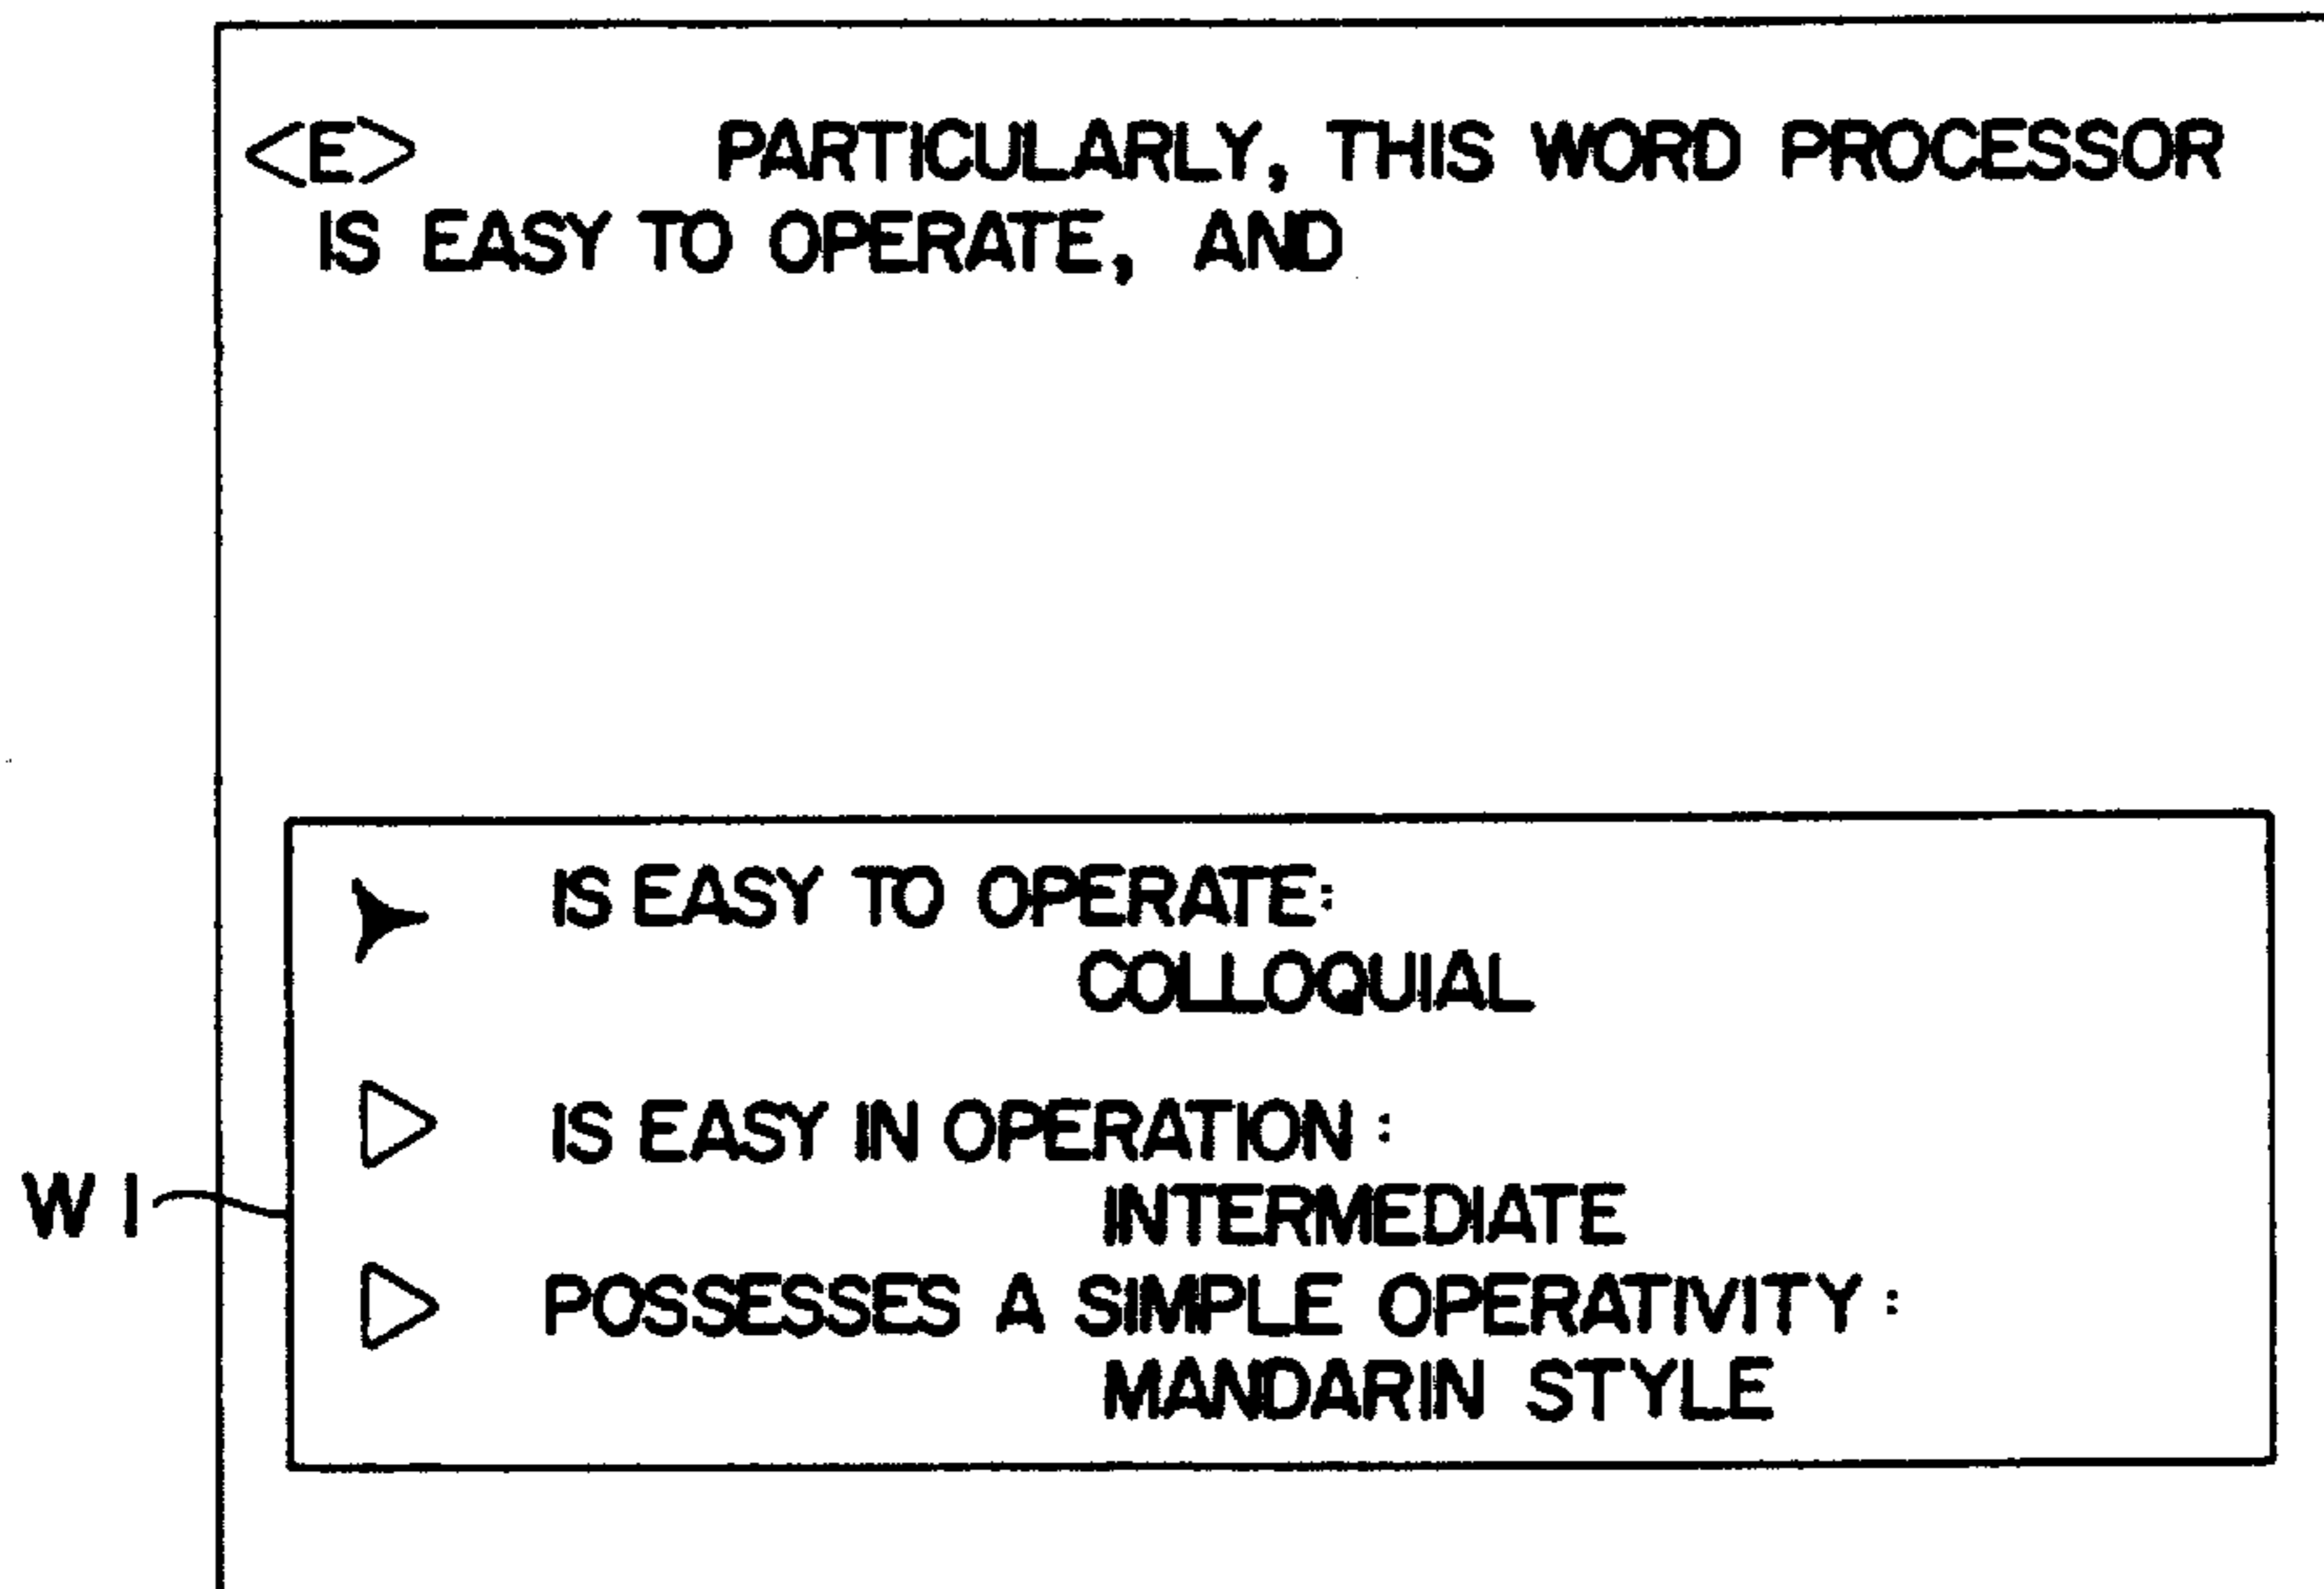 <E> PARTICULARLY, THIS WORD PROCESSOR
IS EASY TO OPERATE, AND
IS EASY TO OPERATE:
COLLOQUIAL
IS EASY IN OPERATION:
INTERMEDIATE
W1
POSSESSES A SIMPLE OPERATIVITY:
MANDARIN STYLE